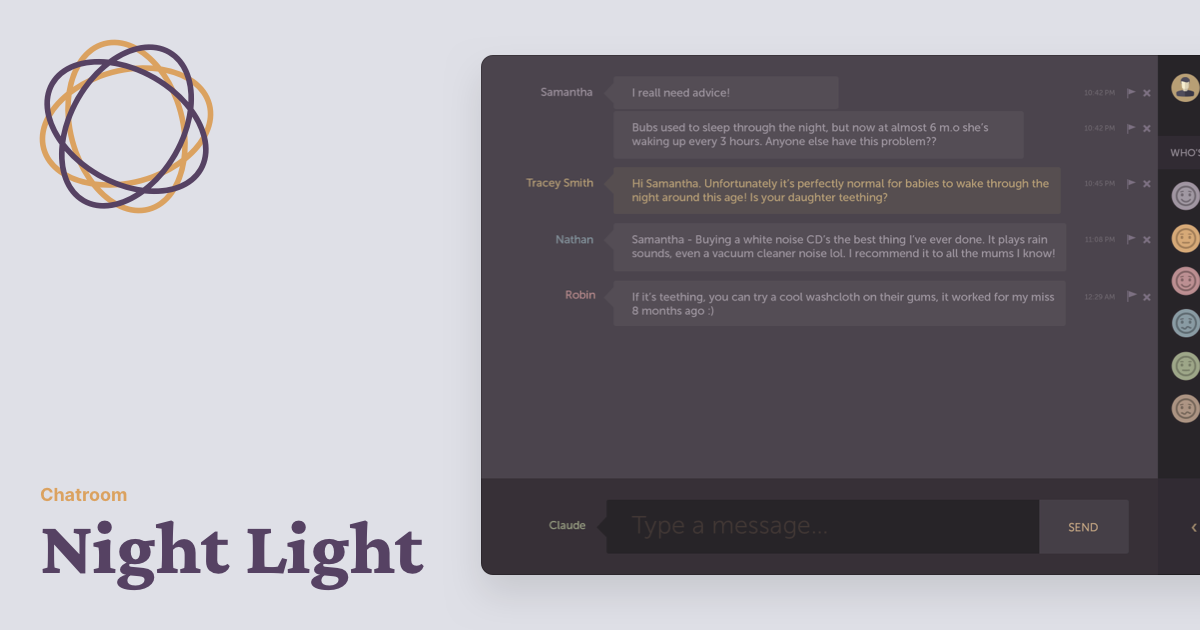 Samantha
I reall need advice!
10:42 PM
Bubs used to sleep through the night, but now at almost 6 m.o she's
waking up every 3 hours. Anyone else have this problem??
10:42 PM
Tracey Smith
Hi Samantha. Unfortunately it's perfectly normal for babies to wake through the
night around this age! Is your daughter teething?
10:45 PM
Nathan
Samantha - Buying a white noise CD's the best thing I've ever done. It plays rain
sounds, even a vacuum cleaner noise lol. I recommend it to all the mums I know!
11:08 PM
Robin
If it's teething, you can try a cool washcloth on their gums, it worked for my miss
8 months ago :)
12:29 AM
WHO'S
Claude
Type a message...
SEND
Chatroom
Night Light